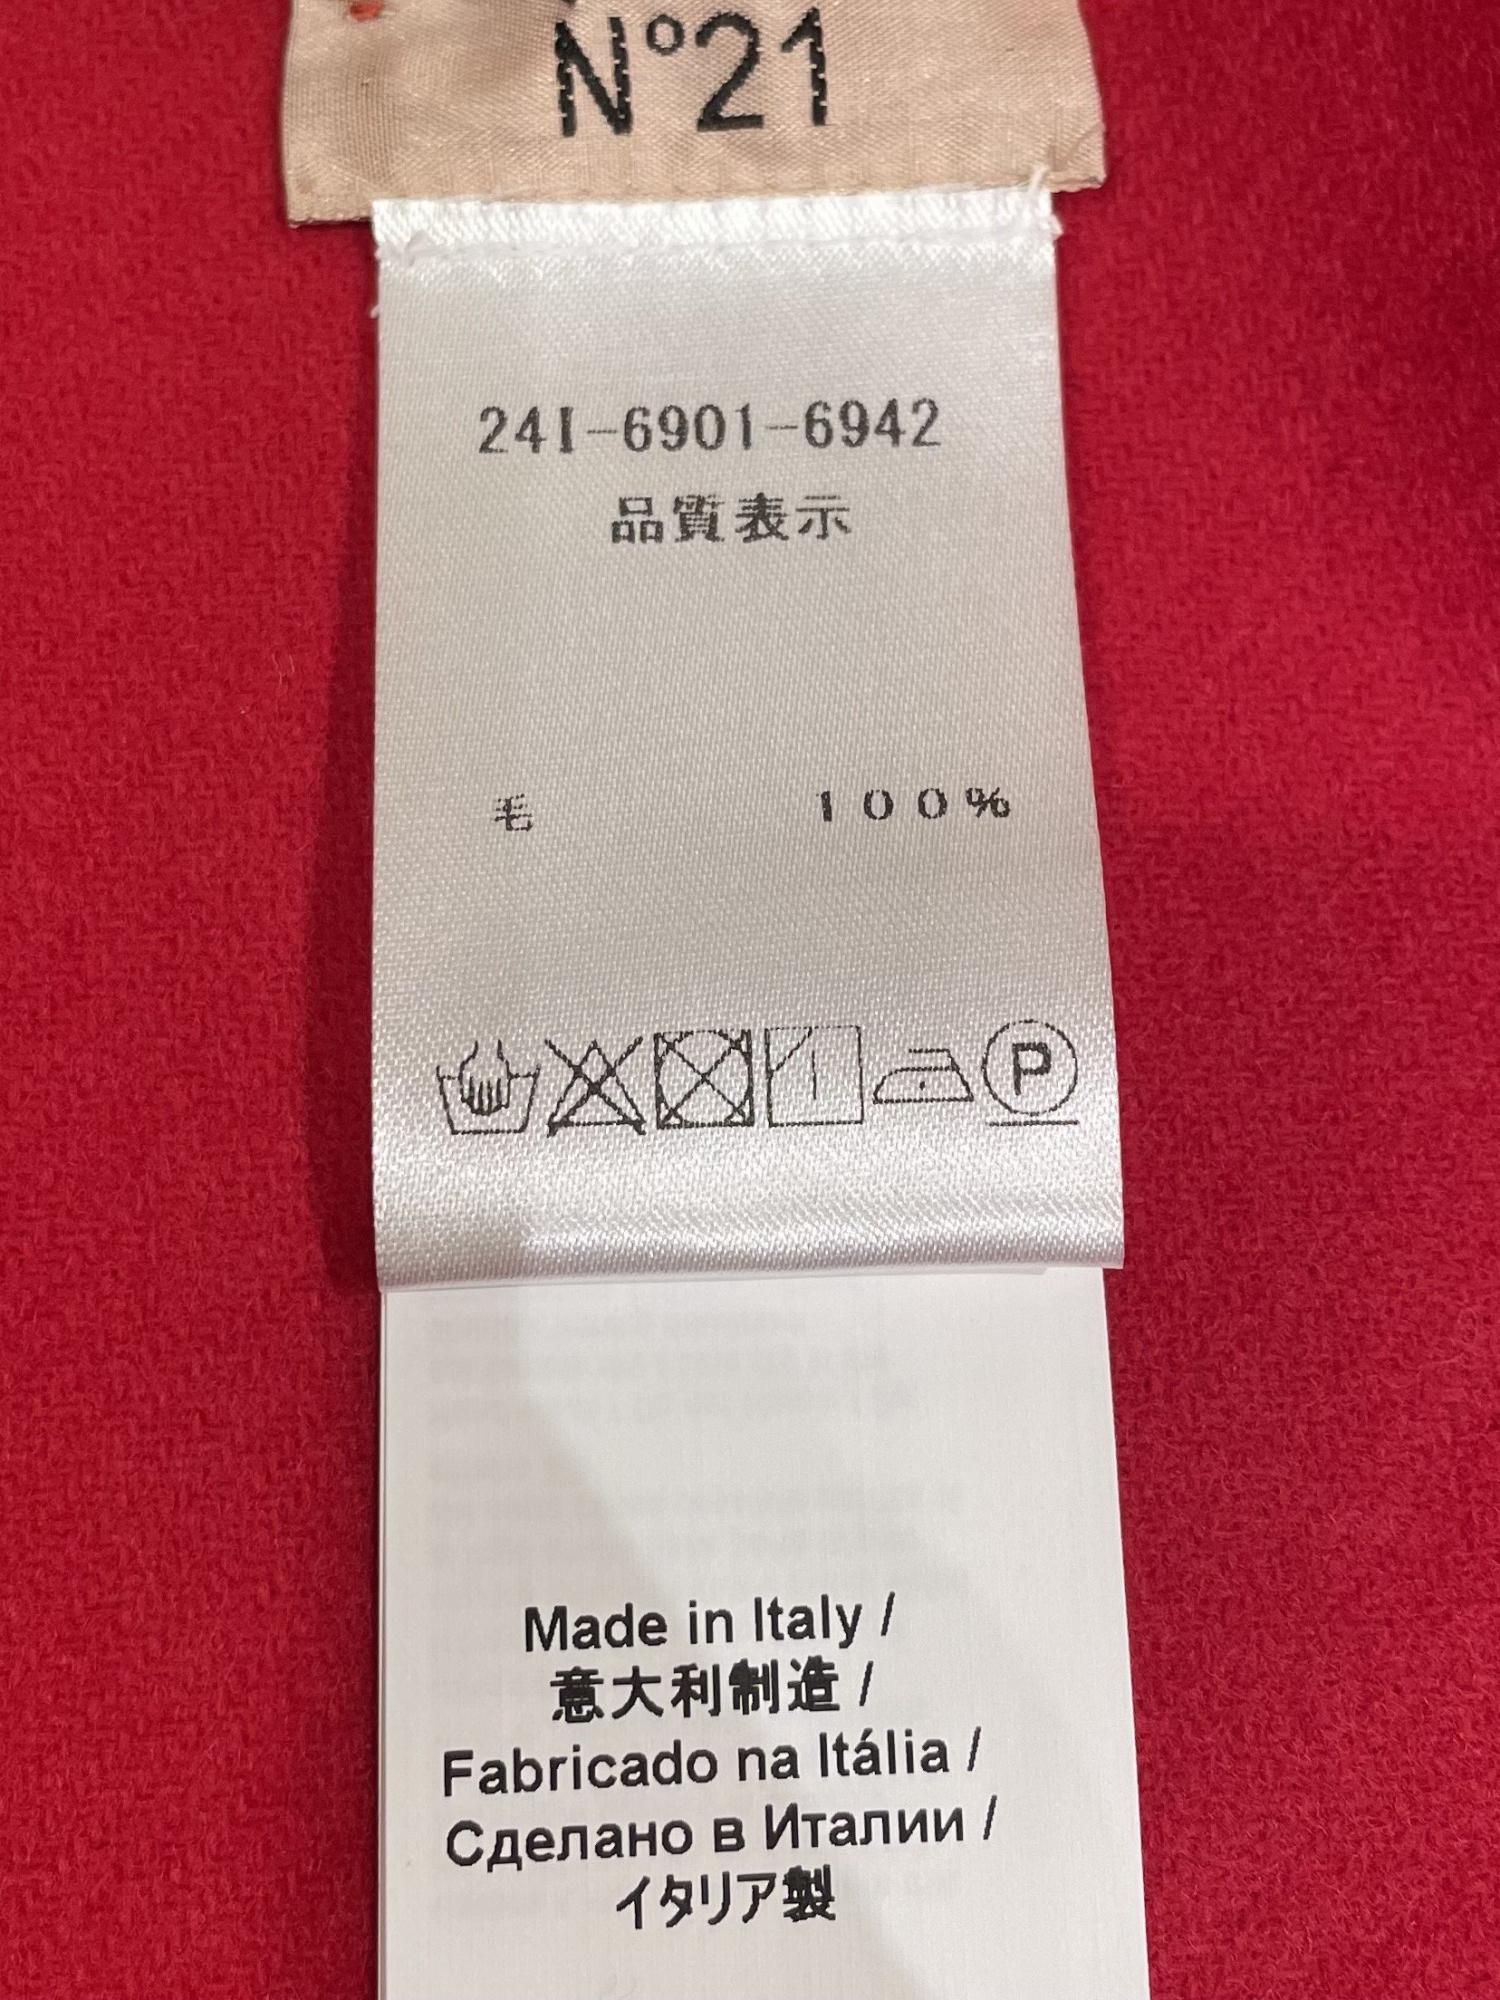 N°21
24I-6901-6942
品質表示
毛 100%
P
Made in Italy /
意大利制造 /
Fabricado na Itália /
Сделано в Италии /
イタリア製